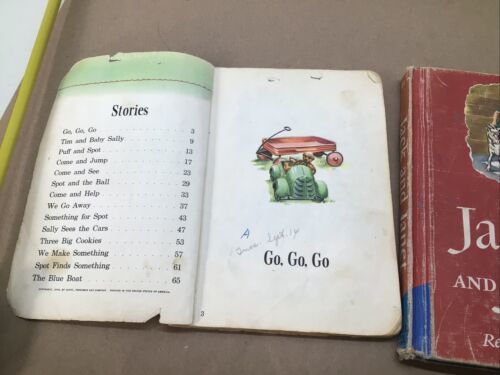 Stories
Go, Go, Go 3
Tim and Baby Sally 9
Puff and Spot 13
Come and Jump 17
Come and See 23
Spot and the Ball 29
Come and Help 33
We Go Away 37
Something for Spot 43
Sally Sees the Cars 47
Three Big Cookies 53
We Make Something 57
Spot Finds Something 61
The Blue Boat 65
A
Sept. 14
Go, Go, Go
3
Ja
AND
Re